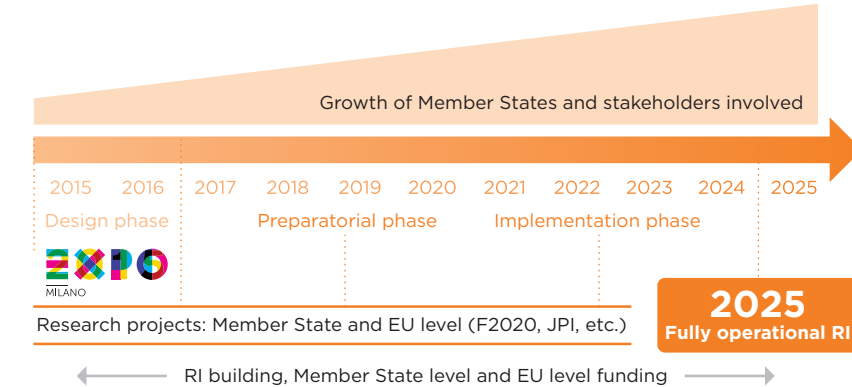 Growth of Member States and stakeholders involved
2015 2016 2017 2018 2019 2020 2021 2022 2023 2024 2025
Design phase Preparatorial phase Implementation phase
EXPO
MILANO
2025
Fully operational RI
Research projects: Member State and EU level (F2020, JPI, etc.)
RI building, Member State level and EU level funding